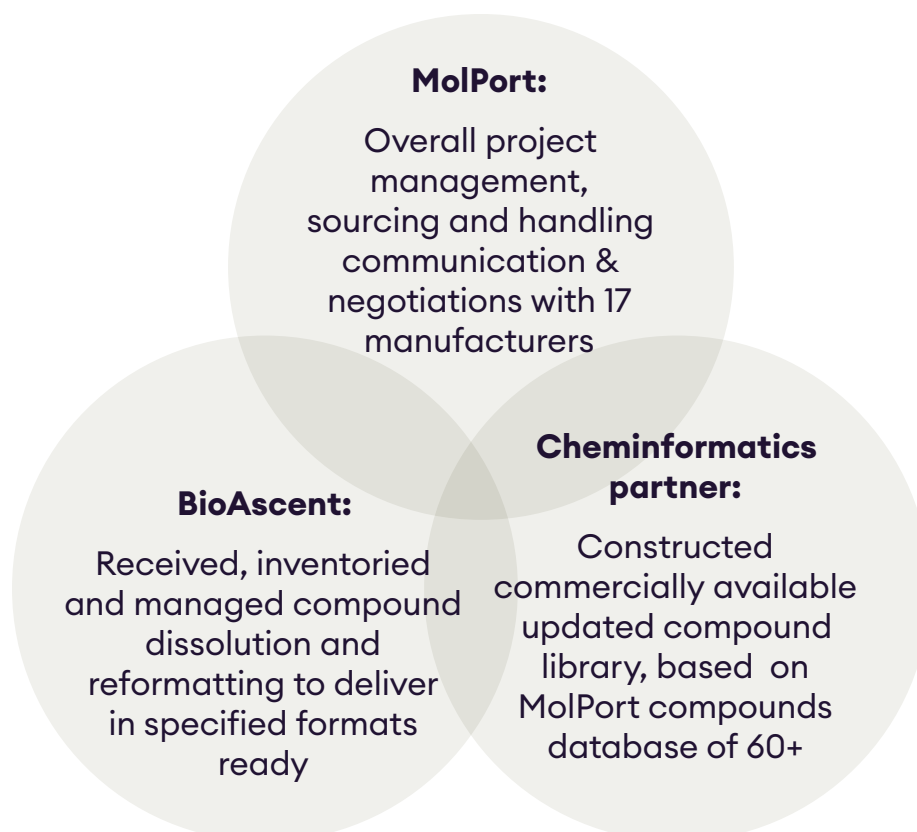 MolPort:
Overall project
management,
sourcing and handling
communication &
negotiations with 17
manufacturers
BioAscent:
Received, inventoried
and managed compound
dissolution and
reformatting to deliver
in specified formats
ready
Cheminformatics
partner:
Constructed
commercially available
updated compound
library, based on
MolPort compounds
database of 60+